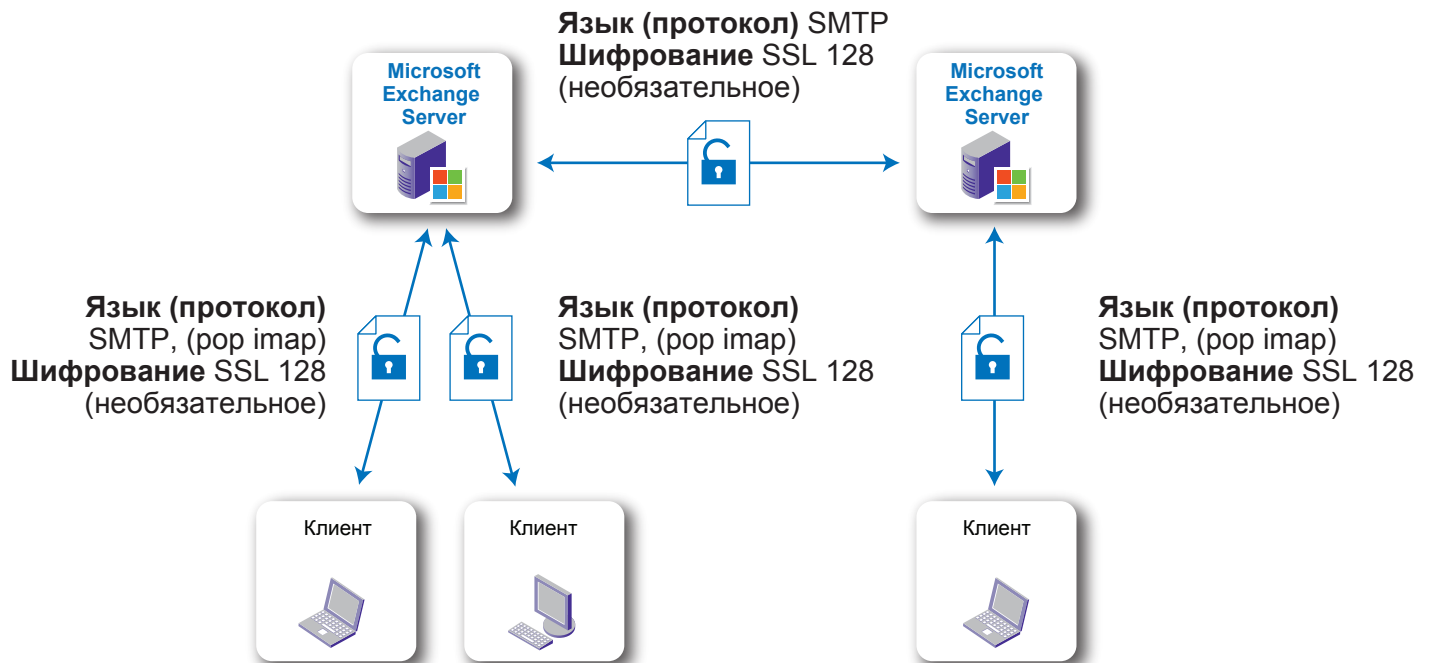 Язык (протокол) SMTP
Шифрование SSL 128
(необязательное)
Microsoft
Exchange
Server
Microsoft
Exchange
Server
Язык (протокол)
SMTP, (pop imap)
Шифрование SSL 128
(необязательное)
Язык (протокол)
SMTP, (pop imap)
Шифрование SSL 128
(необязательное)
Язык (протокол)
SMTP, (pop imap)
Шифрование SSL 128
(необязательное)
Клиент
Клиент
Клиент